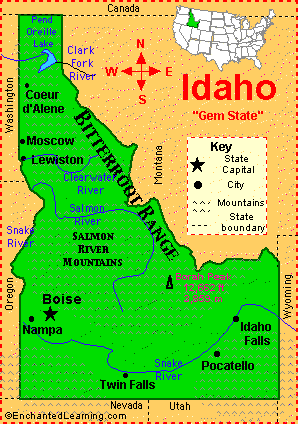 Canada
Pend
Oreille
Lake
Clark
Fork
River
N
W
E
S
Idaho
"Gem State"
Washington
Coeur
d'Alene
Moscow
Lewiston
Bitterroot Range
Montana
Key
State
Capital
City
Mountains
State
boundary
Clearwater
River
Salmon
River
Snake
River
Salmon
River
Mountains
Borah Peak
12,662 ft
3,859 m
Oregon
Wyoming
Boise
Nampa
Idaho
Falls
Pocatello
Snake
River
Twin Falls
Nevada
Utah
©EnchantedLearning.com